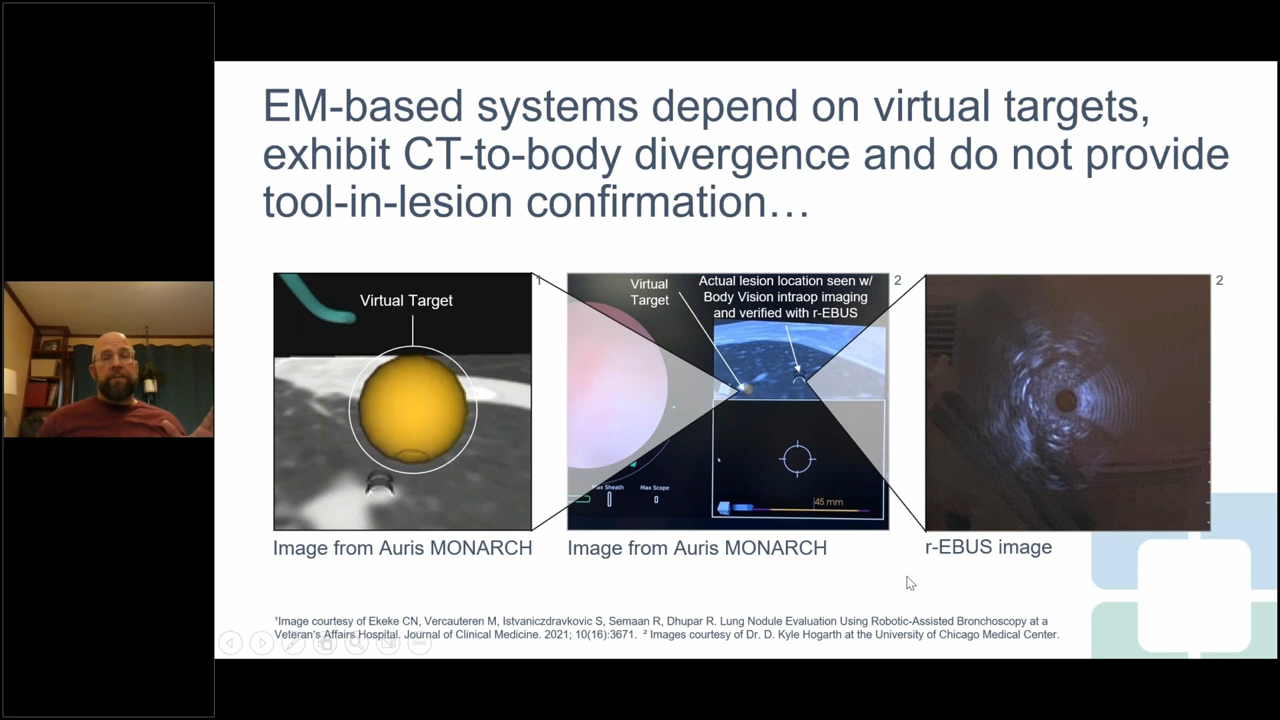 EM-based systems depend on virtual targets,
exhibit CT-to-body divergence and do not provide
tool-in-lesion confirmation…
Virtual Target
1
Virtual
Target
Actual lesion location seen w/
Body Vision intraop imaging
and verified with r-EBUS
2
Max Sheath
Max Scope
45 mm
2
Image from Auris MONARCH
Image from Auris MONARCH
r-EBUS image
¹Image courtesy of Ekeke CN, Vercauteren M, Istvaniczdravkovic S, Semaan R, Dhupar R. Lung Nodule Evaluation Using Robotic-Assisted Bronchoscopy at a
Veteran's Affairs Hospital. Journal of Clinical Medicine. 2021; 10(16):3671. ² Images courtesy of Dr. D. Kyle Hogarth at the University of Chicago Medical Center.